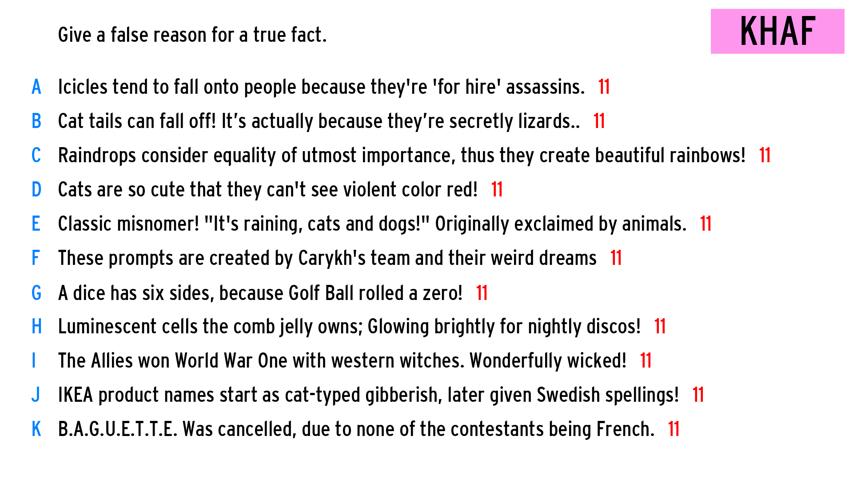 Give a false reason for a true fact.
KHAF
A Icicles tend to fall onto people because they're 'for hire' assassins. 11
B Cat tails can fall off! It’s actually because they’re secretly lizards.. 11
C Raindrops consider equality of utmost importance, thus they create beautiful rainbows! 11
D Cats are so cute that they can't see violent color red! 11
E Classic misnomer! "It's raining, cats and dogs!" Originally exclaimed by animals. 11
F These prompts are created by Carykh's team and their weird dreams 11
G A dice has six sides, because Golf Ball rolled a zero! 11
H Luminescent cells the comb jelly owns; Glowing brightly for nightly discos! 11
I The Allies won World War One with western witches. Wonderfully wicked! 11
J IKEA product names start as cat-typed gibberish, later given Swedish spellings! 11
K B.A.G.U.E.T.T.E. Was cancelled, due to none of the contestants being French. 11